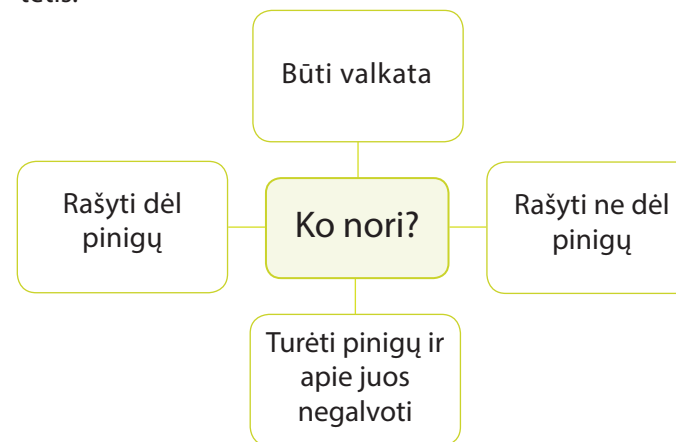 Būti valkata
Rašyti dėl
pinigų
Ko nori?
Rašyti ne dėl
pinigų
Turėti pinigų ir
apie juos
negalvoti